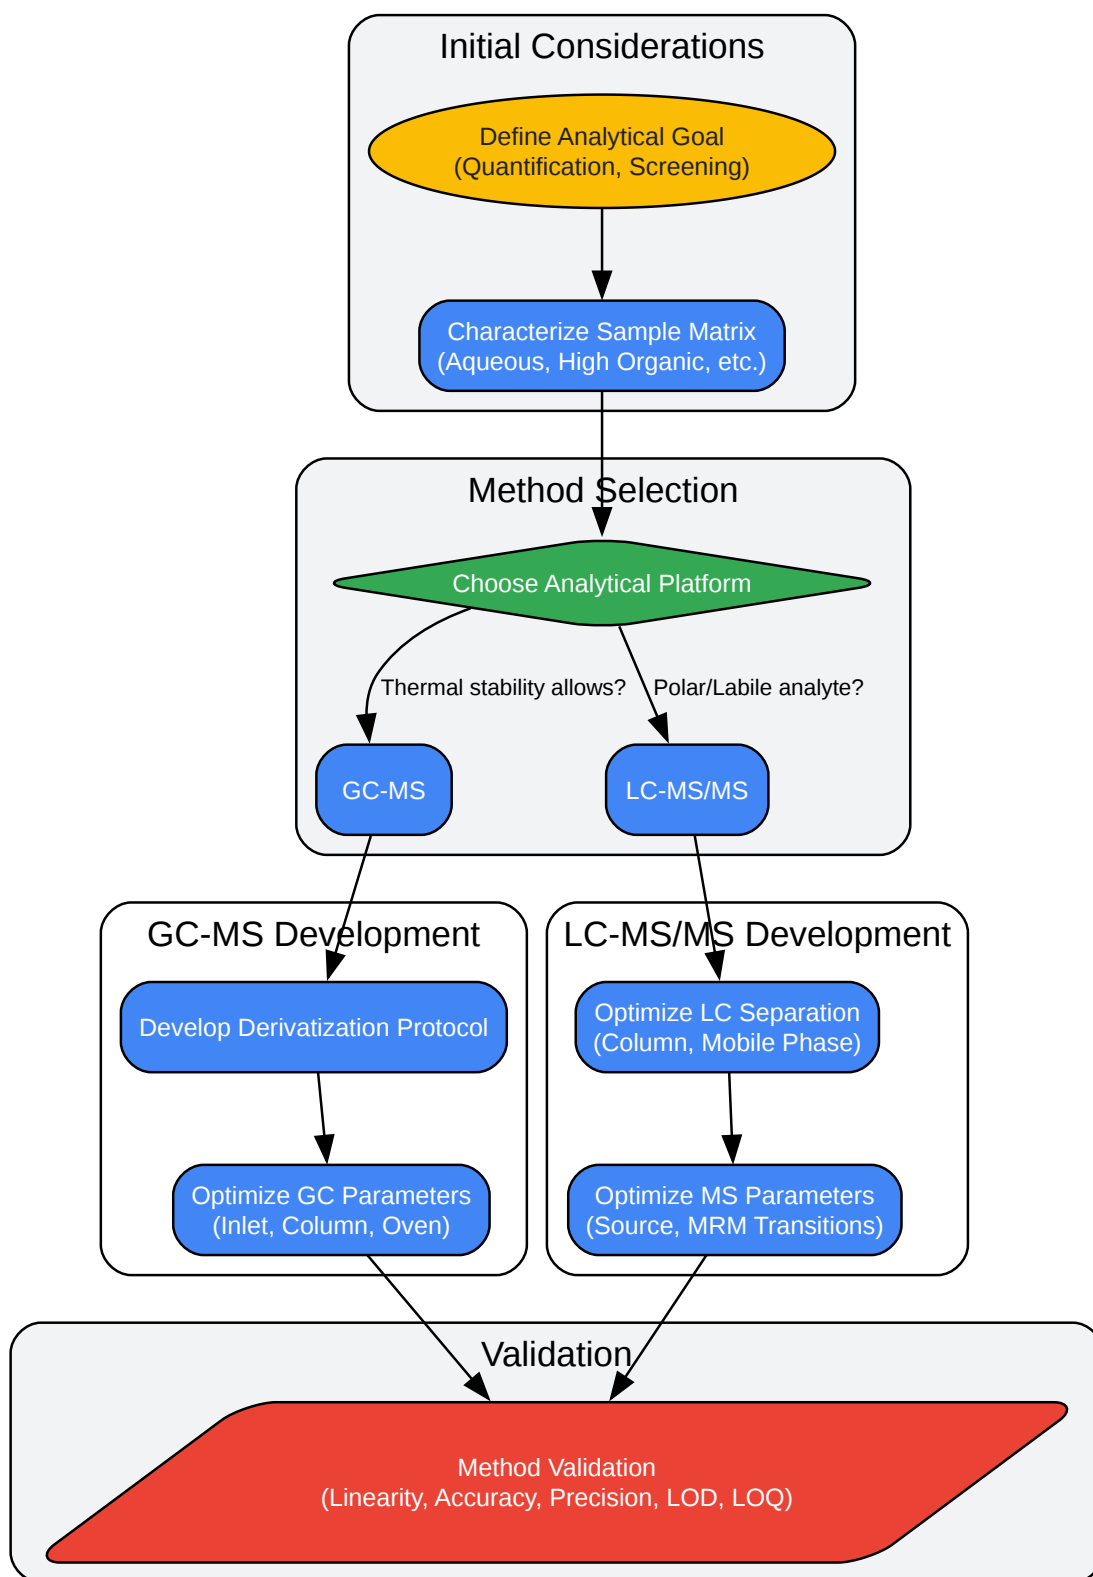 Initial Considerations
Define Analytical Goal
(Quantification, Screening)
Characterize Sample Matrix
(Aqueous, High Organic, etc.)
Method Selection
Choose Analytical Platform
Thermal stability allows?
Polar/Labile analyte?
GC-MS
LC-MS/MS
GC-MS Development
LC-MS/MS Development
Develop Derivatization Protocol
Optimize LC Separation
(Column, Mobile Phase)
Optimize GC Parameters
(Inlet, Column, Oven)
Optimize MS Parameters
(Source, MRM Transitions)
Validation
Method Validation
(Linearity, Accuracy, Precision, LOD, LOQ)